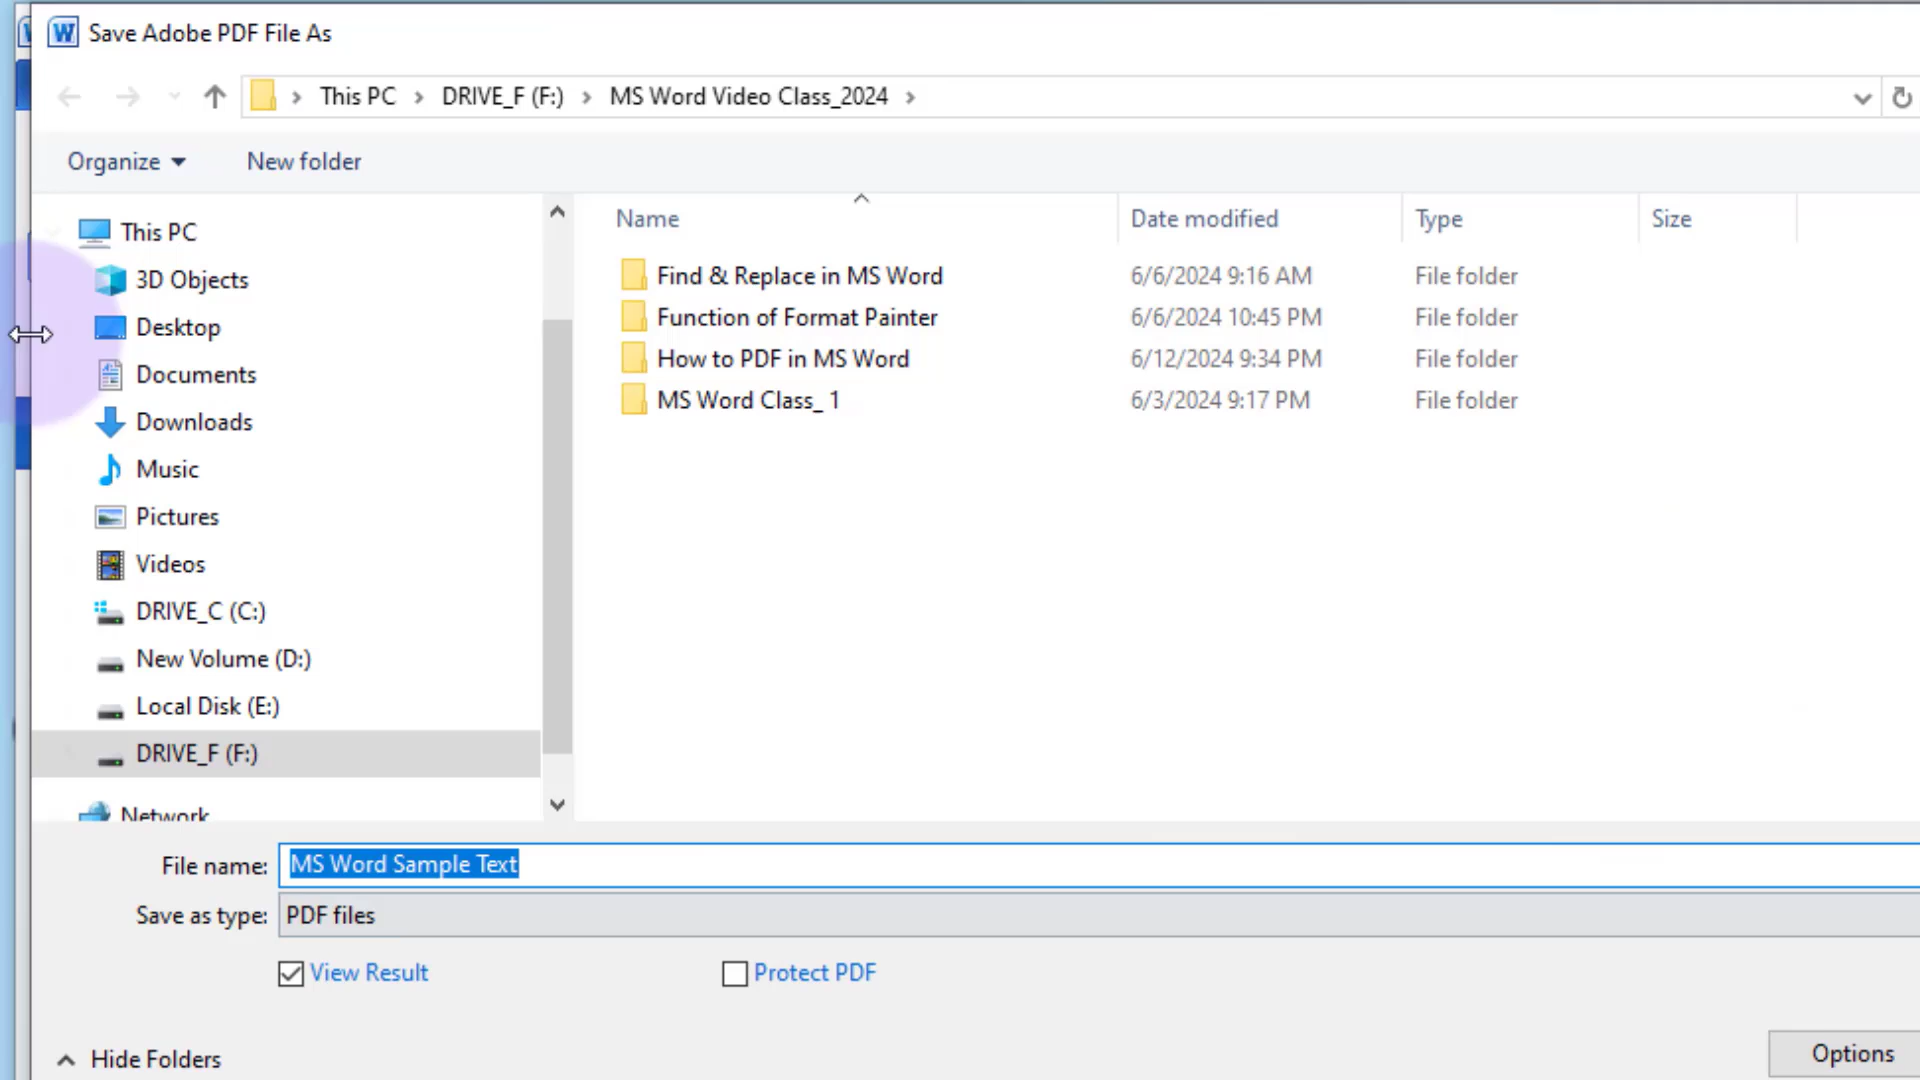 Save Adobe PDF File As
This PC > DRIVE_F (F:) > MS Word Video Class_2024 >
Organize New folder
This PC
3D Objects
Desktop
Documents
Downloads
Music
Pictures
Videos
DRIVE_C (C:)
New Volume (D:)
Local Disk (E:)
DRIVE_F (F:)
Network
Name Date modified Type Size
Find & Replace in MS Word 6/6/2024 9:16 AM File folder
Function of Format Painter 6/6/2024 10:45 PM File folder
How to PDF in MS Word 6/12/2024 9:34 PM File folder
MS Word Class_ 1 6/3/2024 9:17 PM File folder
File name: MS Word Sample Text
Save as type: PDF files
View Result Protect PDF
Hide Folders Options